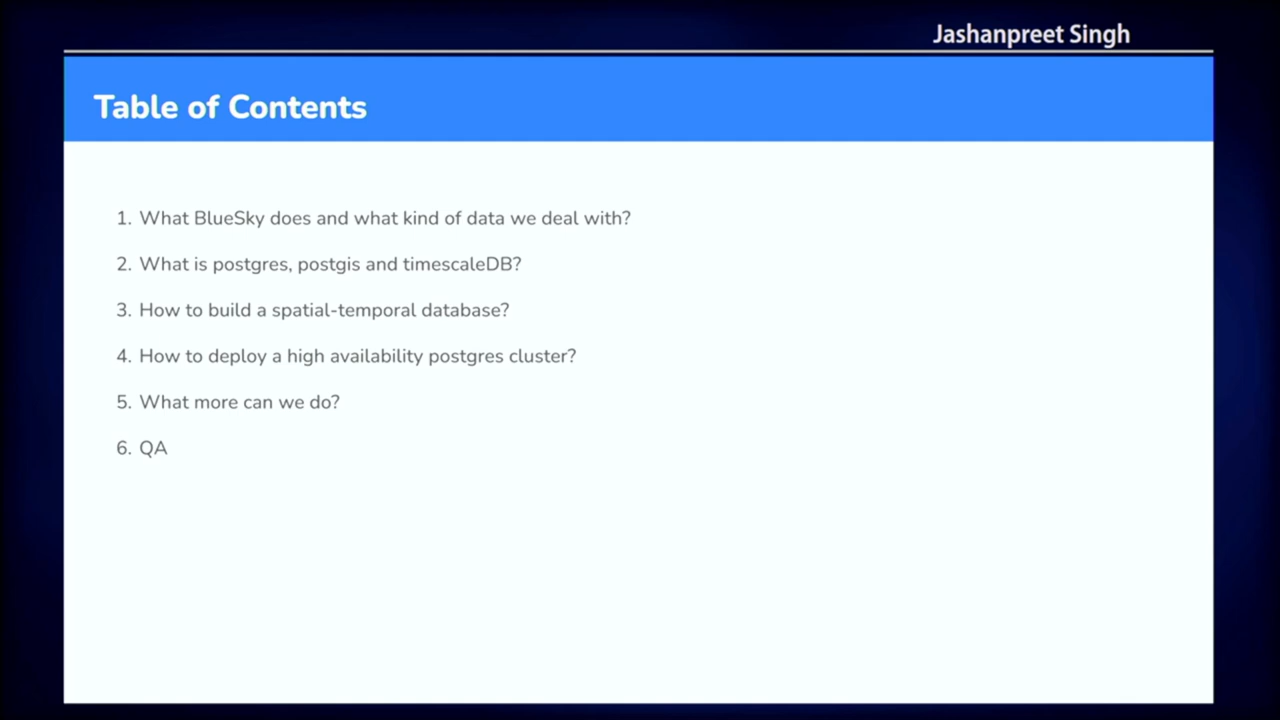 Jashanpreet Singh
Table of Contents
1. What BlueSky does and what kind of data we deal with?
2. What is postgres, postgis and timescaleDB?
3. How to build a spatial-temporal database?
4. How to deploy a high availability postgres cluster?
5. What more can we do?
6. QA